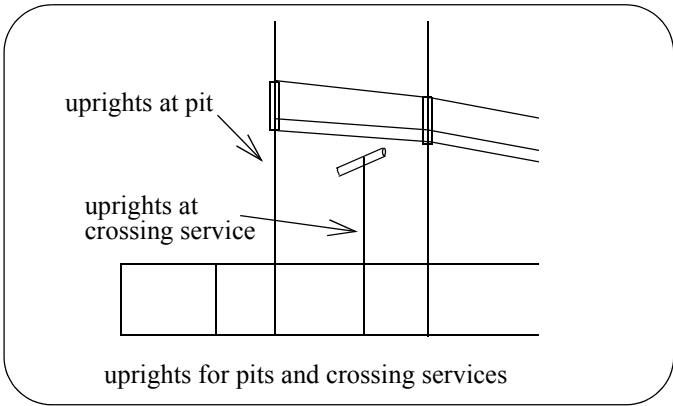 uprights at pit
uprights at
crossing service
uprights for pits and crossing services